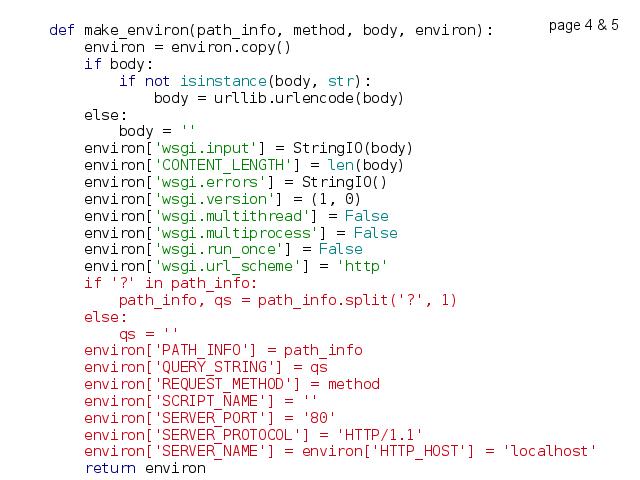 page 4 & 5
def make_environ(path_info, method, body, environ):
    environ = environ.copy()
    if body:
        if not isinstance(body, str):
            body = urllib.urlencode(body)
    else:
        body = ''
    environ['wsgi.input'] = StringIO(body)
    environ['CONTENT_LENGTH'] = len(body)
    environ['wsgi.errors'] = StringIO()
    environ['wsgi.version'] = (1, 0)
    environ['wsgi.multithread'] = False
    environ['wsgi.multiprocess'] = False
    environ['wsgi.run_once'] = False
    environ['wsgi.url_scheme'] = 'http'
    if '?' in path_info:
        path_info, qs = path_info.split('?', 1)
    else:
        qs = ''
    environ['PATH_INFO'] = path_info
    environ['QUERY_STRING'] = qs
    environ['REQUEST_METHOD'] = method
    environ['SCRIPT_NAME'] = ''
    environ['SERVER_PORT'] = '80'
    environ['SERVER_PROTOCOL'] = 'HTTP/1.1'
    environ['SERVER_NAME'] = environ['HTTP_HOST'] = 'localhost'
    return environ